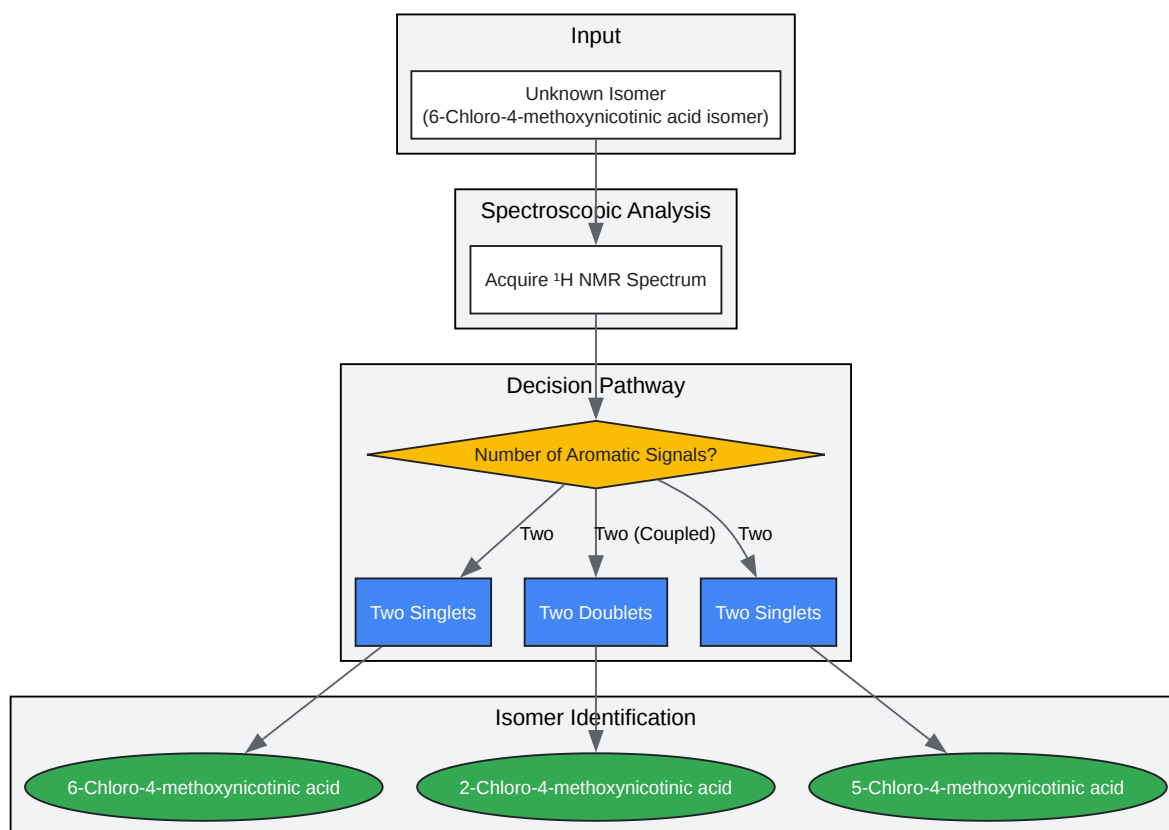 Input
Unknown Isomer
(6-Chloro-4-methoxynicotinic acid isomer)
Spectroscopic Analysis
Acquire ¹H NMR Spectrum
Decision Pathway
Number of Aromatic Signals?
Two
Two (Coupled)
Two
Two Singlets
Two Doublets
Two Singlets
Isomer Identification
6-Chloro-4-methoxynicotinic acid
2-Chloro-4-methoxynicotinic acid
5-Chloro-4-methoxynicotinic acid